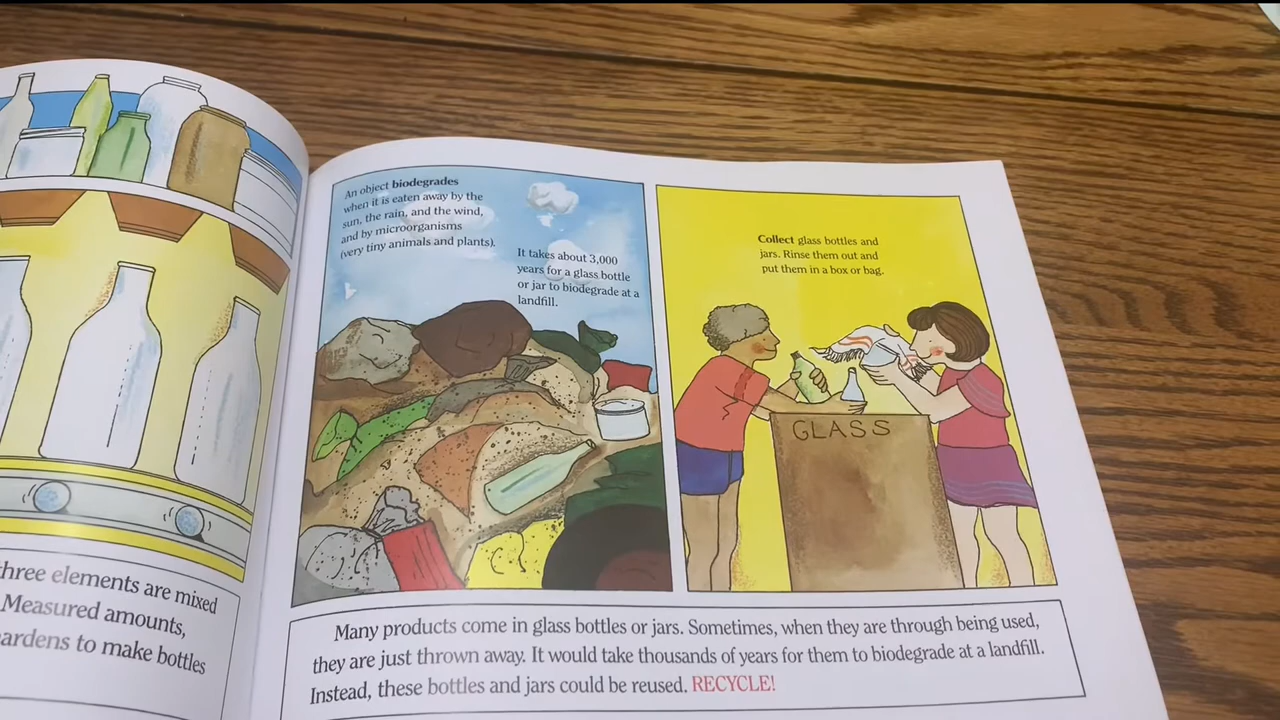 three elements are mixed
Measured amounts,
to make bottles
An object biodegrades
when it is eaten away by the
sun, the rain, and the wind,
and by microorganisms
(very tiny animals and plants).
It takes about 3,000
years for a glass bottle
or jar to biodegrade at a
landfill.
Collect glass bottles and
jars. Rinse them out and
put them in a box or bag.
GLASS
Many products come in glass bottles or jars. Sometimes, when they are through being used,
they are just thrown away. It would take thousands of years for them to biodegrade at a landfill.
Instead, these bottles and jars could be reused. RECYCLE!